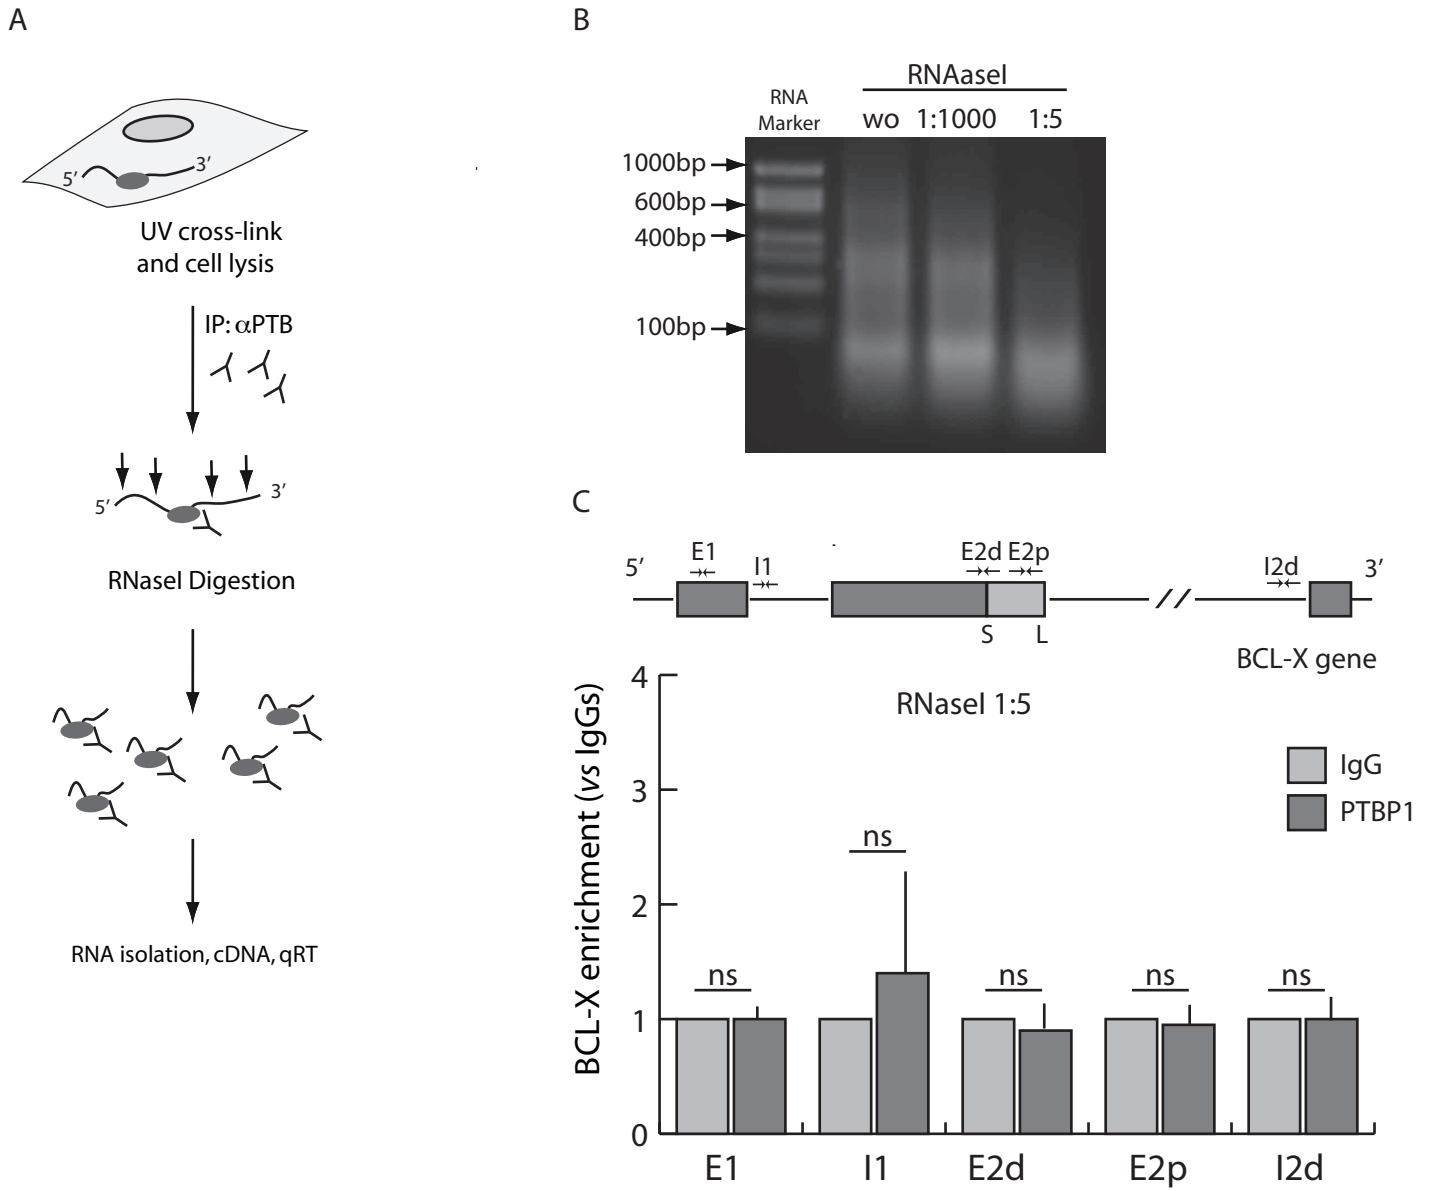 A
5′
3′
UV cross-link
and cell lysis
IP: αPTB
5′
3′
RNaseI Digestion
RNA isolation, cDNA, qRT
B
RNAaseI
RNA
Marker
wo 1:1000 1:5
1000bp
600bp
400bp
100bp
C
5′
E1
I1
E2d E2p
I2d
3′
S L
BCL-X gene
BCL-X enrichment (vs IgGs)
RNaseI 1:5
IgG
PTBP1
4
3
2
1
0
ns
ns
ns
ns
ns
E1 I1 E2d E2p I2d